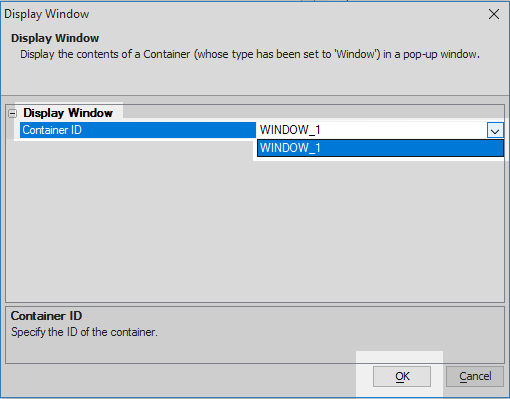 Display Window
Display Window
Display the contents of a Container (whose type has been set to 'Window') in a pop-up window.
Display Window
Container ID WINDOW_1
WINDOW_1
Container ID
Specify the ID of the container.
OK Cancel